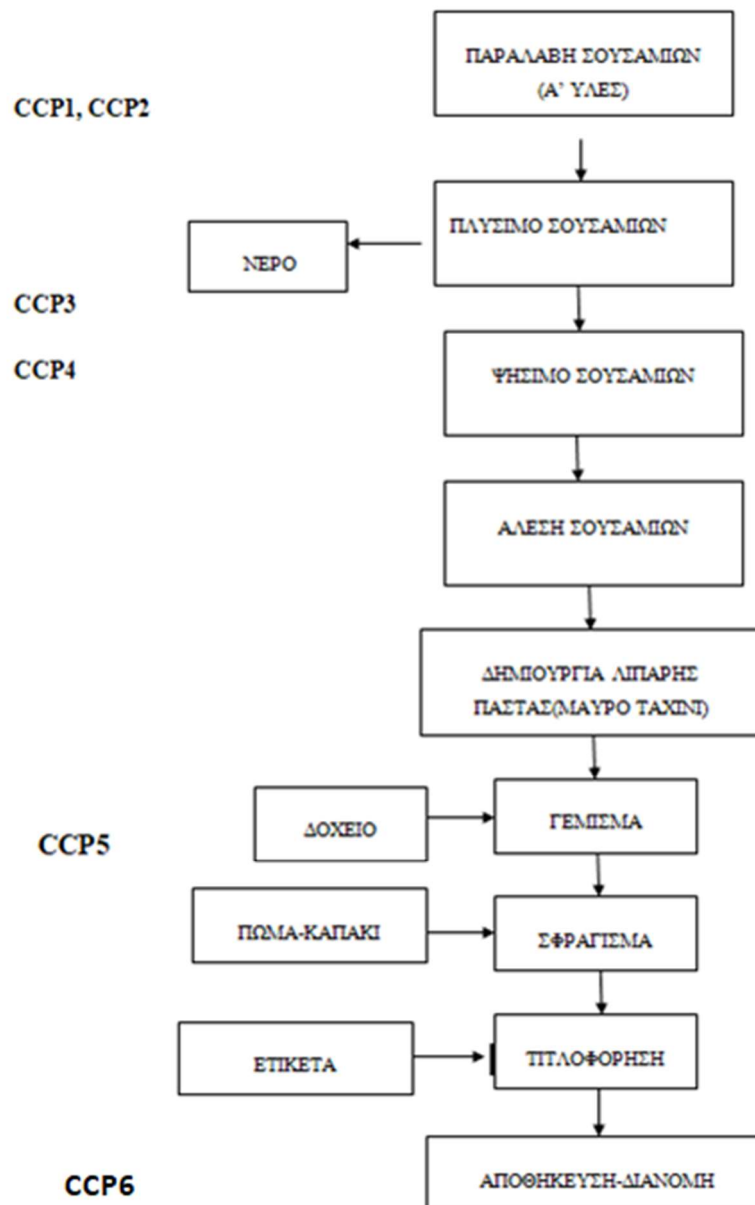 ΠΑΡΑΛΑΒΗ ΣΟΥΣΑΜΙΩΝ
(Α' ΥΛΕΣ)
CCP1, CCP2
ΠΛΥΣΙΜΟ ΣΟΥΣΑΜΙΩΝ
ΝΕΡΟ
CCP3
CCP4
ΨΗΣΙΜΟ ΣΟΥΣΑΜΙΩΝ
ΑΛΕΣΗ ΣΟΥΣΑΜΙΩΝ
ΔΗΜΙΟΥΡΓΙΑ ΛΙΠΑΡΗΣ
ΠΑΣΤΑΣ(ΜΑΥΡΟ ΤΑΧΙΝΙ)
ΔΟΧΕΙΟ
ΓΕΜΙΣΜΑ
CCP5
ΠΩΜΑ-ΚΑΠΑΚΙ
ΣΦΡΑΓΙΣΜΑ
ΕΤΙΚΕΤΑ
ΤΙΤΛΟΦΟΡΗΣΗ
CCP6
ΑΠΟΘΗΚΕΥΣΗ-ΔΙΑΝΟΜΗ